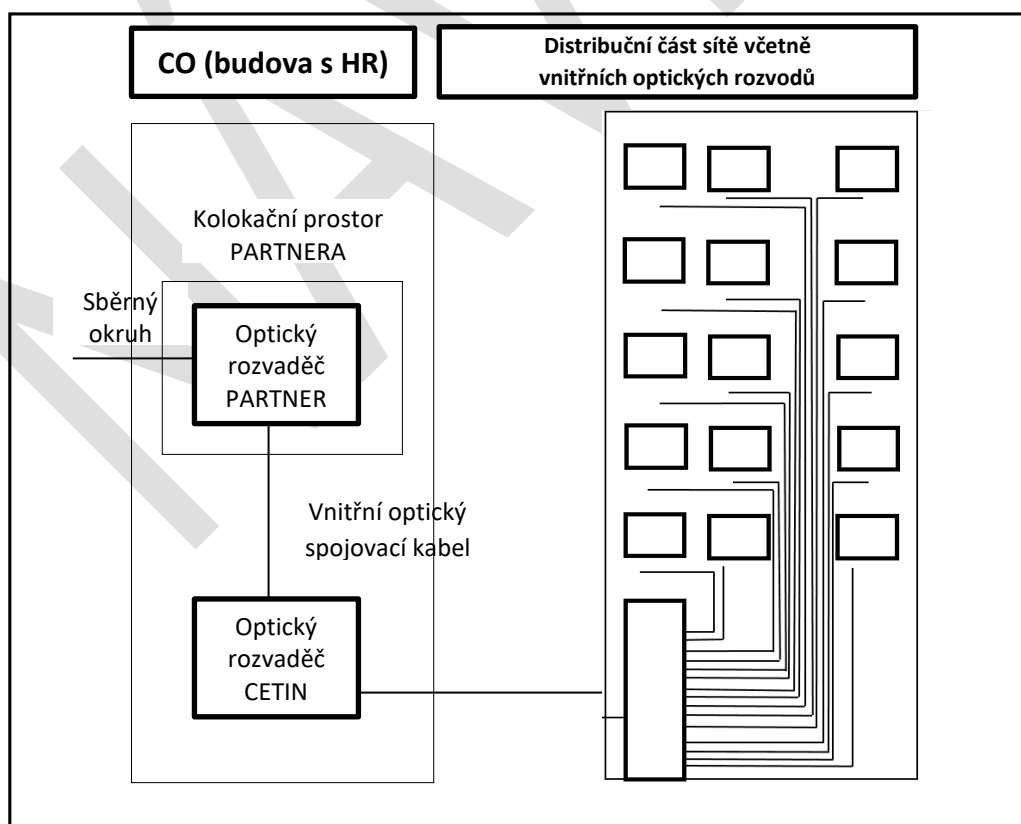 CO (budova s HR)
Distribuční část sítě včetně
vnitřních optických rozvodů
Kolokační prostor
PARTNERA
Sběrný
okruh
Optický
rozvaděč
PARTNER
Vnitřní optický
spojovací kabel
Optický
rozvaděč
CETIN